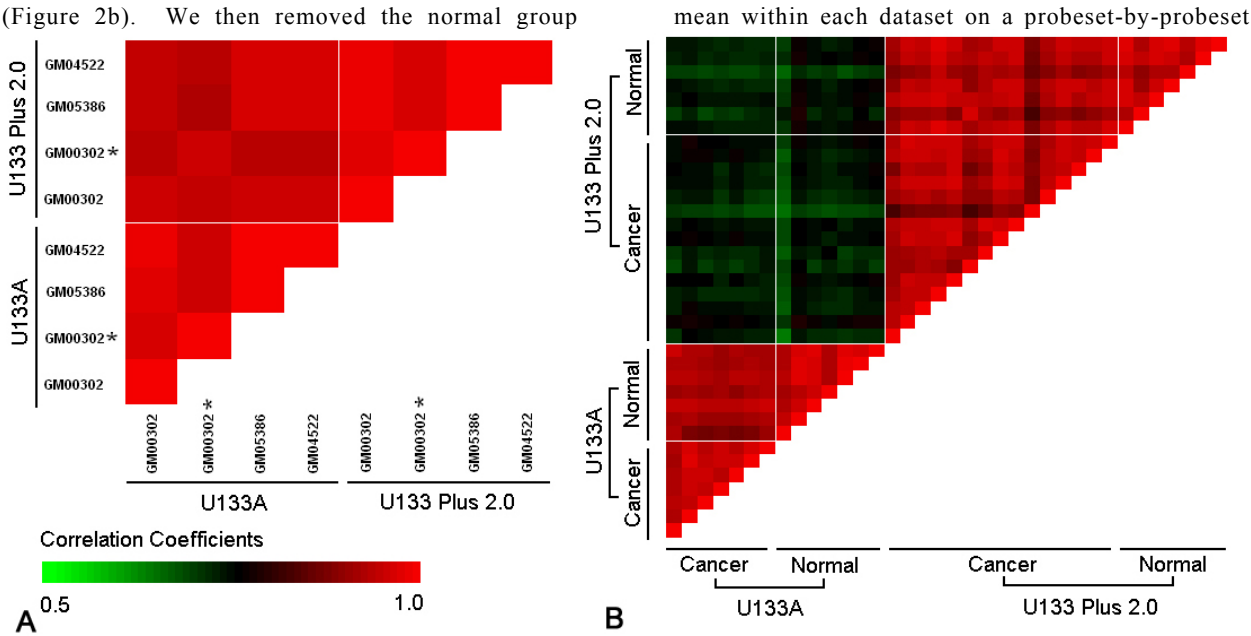 (Figure 2b). We then removed the normal group
mean within each dataset on a probeset-by-probeset
U133 Plus 2.0
GM04522
GM05386
GM00302*
GM00302
U133A
GM04522
GM05386
GM00302*
GM00302
GM00302
GM00302*
GM05386
GM04522
GM00302
GM00302*
GM05386
GM04522
U133A
U133 Plus 2.0
Correlation Coefficients
0.5
1.0
A
U133 Plus 2.0
Normal
Cancer
U133A
Normal
Cancer
Cancer
Normal
Cancer
Normal
U133A
U133 Plus 2.0
B